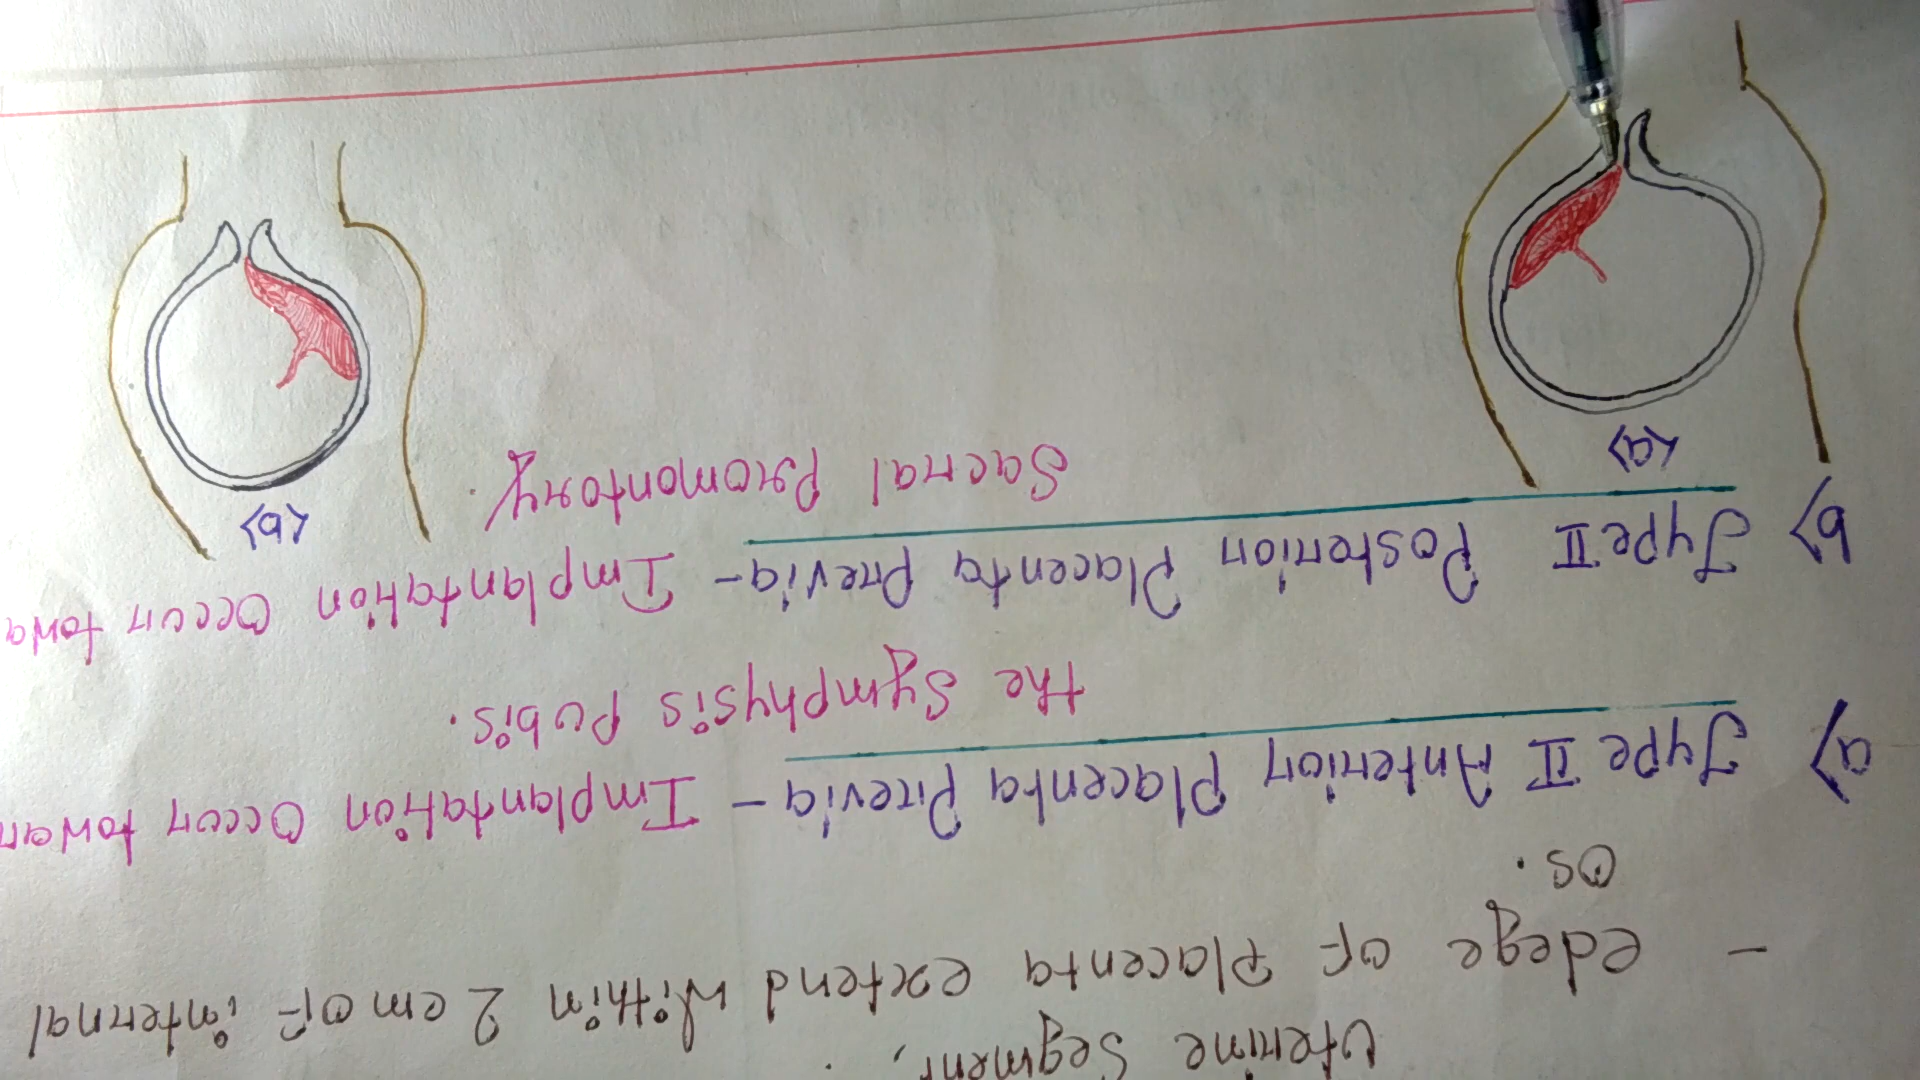 Uterine Segment,
- edege of Placenta extend within 2 cm of internal
os.
a) Type II Anterior Placenta Previa - Implantation Occur towar
the Symphysis Pubis.
b) Type II Posterior Placenta Previa - Implantation Occur towa
Sacral Promontory.
<a> <b>